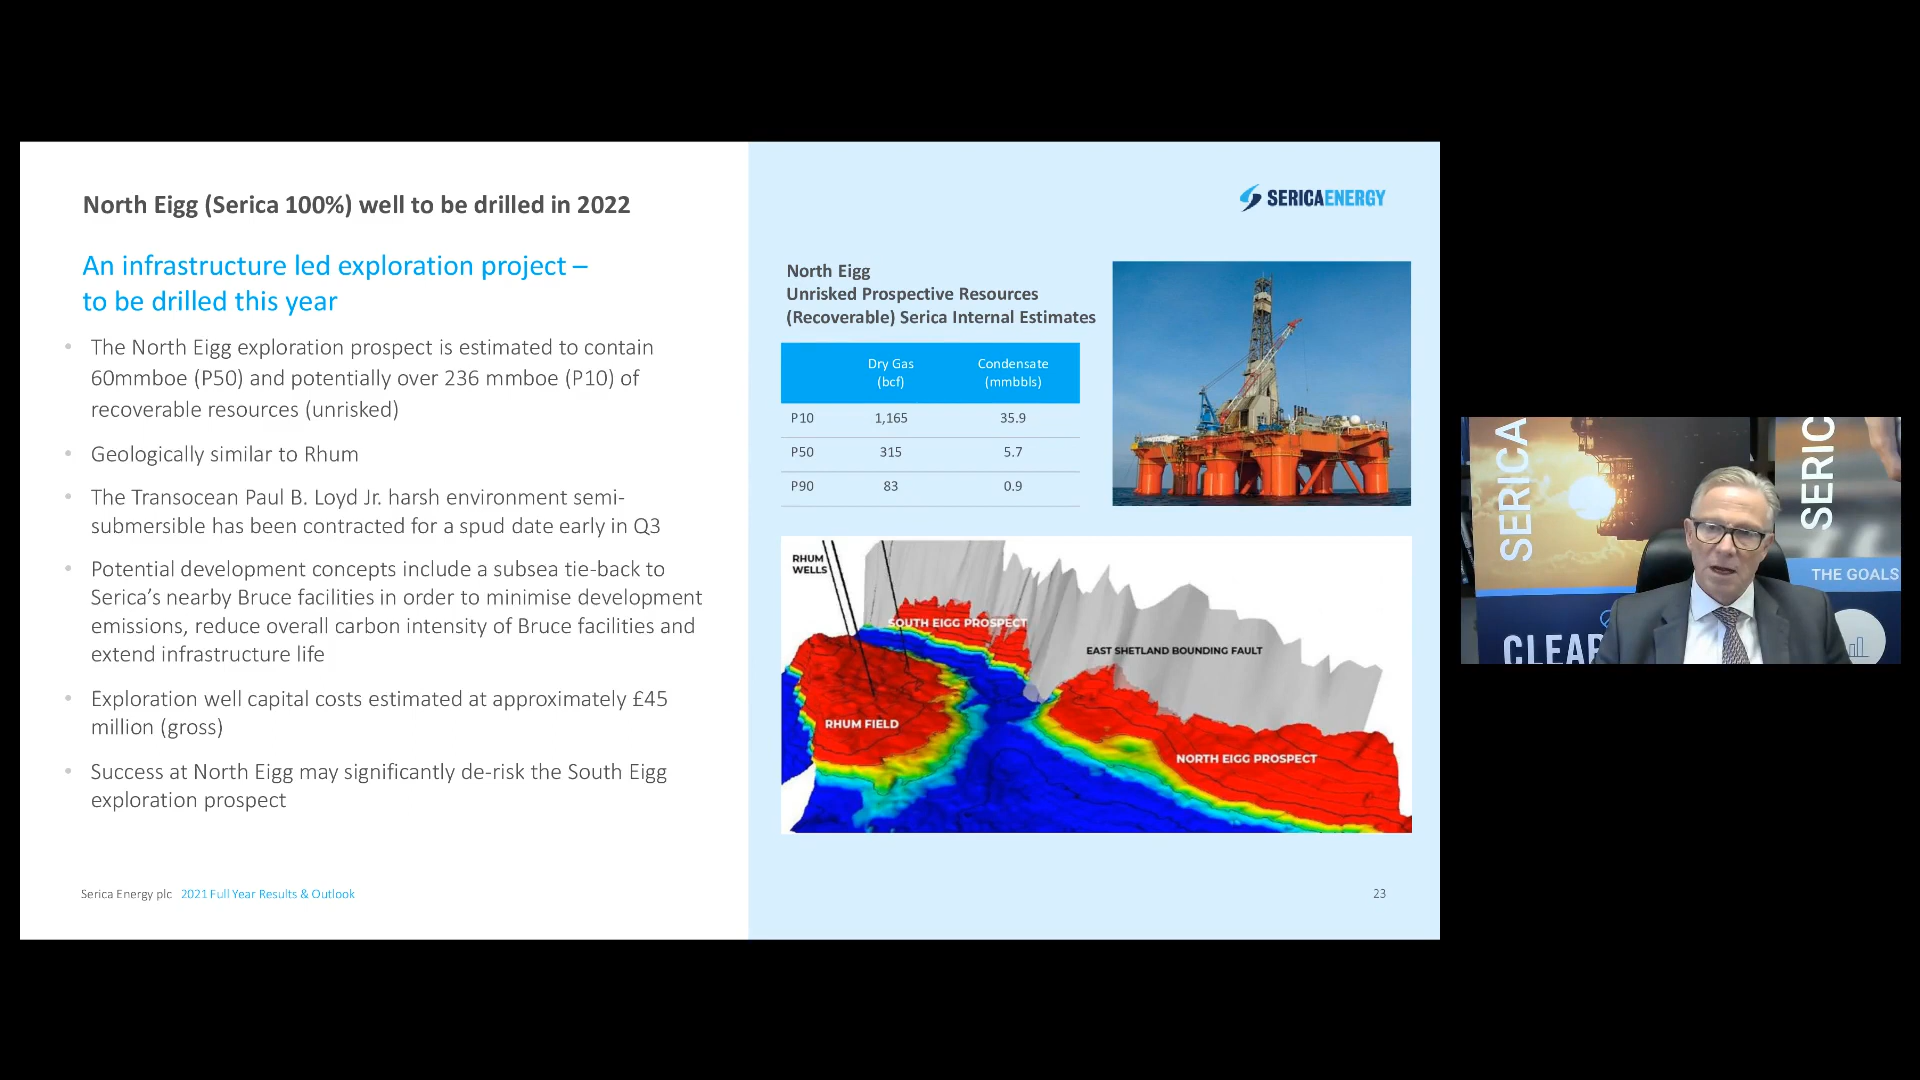 North Eigg (Serica 100%) well to be drilled in 2022
An infrastructure led exploration project –
to be drilled this year
• The North Eigg exploration prospect is estimated to contain
60mmboe (P50) and potentially over 236 mmboe (P10) of
recoverable resources (unrisked)
• Geologically similar to Rhum
• The Transocean Paul B. Loyd Jr. harsh environment semi-
submersible has been contracted for a spud date early in Q3
• Potential development concepts include a subsea tie-back to
Serica’s nearby Bruce facilities in order to minimise development
emissions, reduce overall carbon intensity of Bruce facilities and
extend infrastructure life
• Exploration well capital costs estimated at approximately £45
million (gross)
• Success at North Eigg may significantly de-risk the South Eigg
exploration prospect
Serica Energy plc 2021 Full Year Results & Outlook
SERICAENERGY
North Eigg
Unrisked Prospective Resources
(Recoverable) Serica Internal Estimates
Dry Gas
(bcf)
Condensate
(mmbbls)
P10 1,165 35.9
P50 315 5.7
P90 83 0.9
RHUM
WELLS
SOUTH EIGG PROSPECT
EAST SHETLAND BOUNDING FAULT
RHUM FIELD
NORTH EIGG PROSPECT
23
SERICA
SERIC
THE GOALS
CLEAR